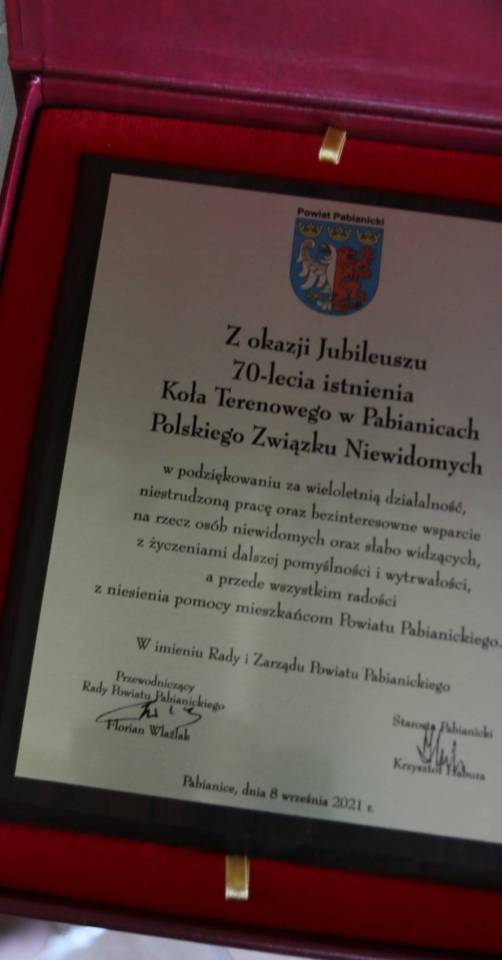 Powiat Pabianicki
Z okazji Jubileuszu
70-lecia istnienia
Koła Terenowego w Pabianicach
Polskiego Związku Niewidomych
w podziękowaniu za wieloletnią działalność,
niestrudzoną pracę oraz bezinteresowne wsparcie
na rzecz osób niewidomych oraz słabo widzących,
z życzeniami dalszej pomyślności i wytrwałości,
a przede wszystkim radości
z niesienia pomocy mieszkańcom Powiatu Pabianickiego.
W imieniu Rady i Zarządu Powiatu Pabianickiego
Przewodniczący
Rady Powiatu Pabianickiego
Florian Wlaźlak
Starosta Pabianicki
Krzysztof Habura
Pabianice, dnia 8 września 2021 r.